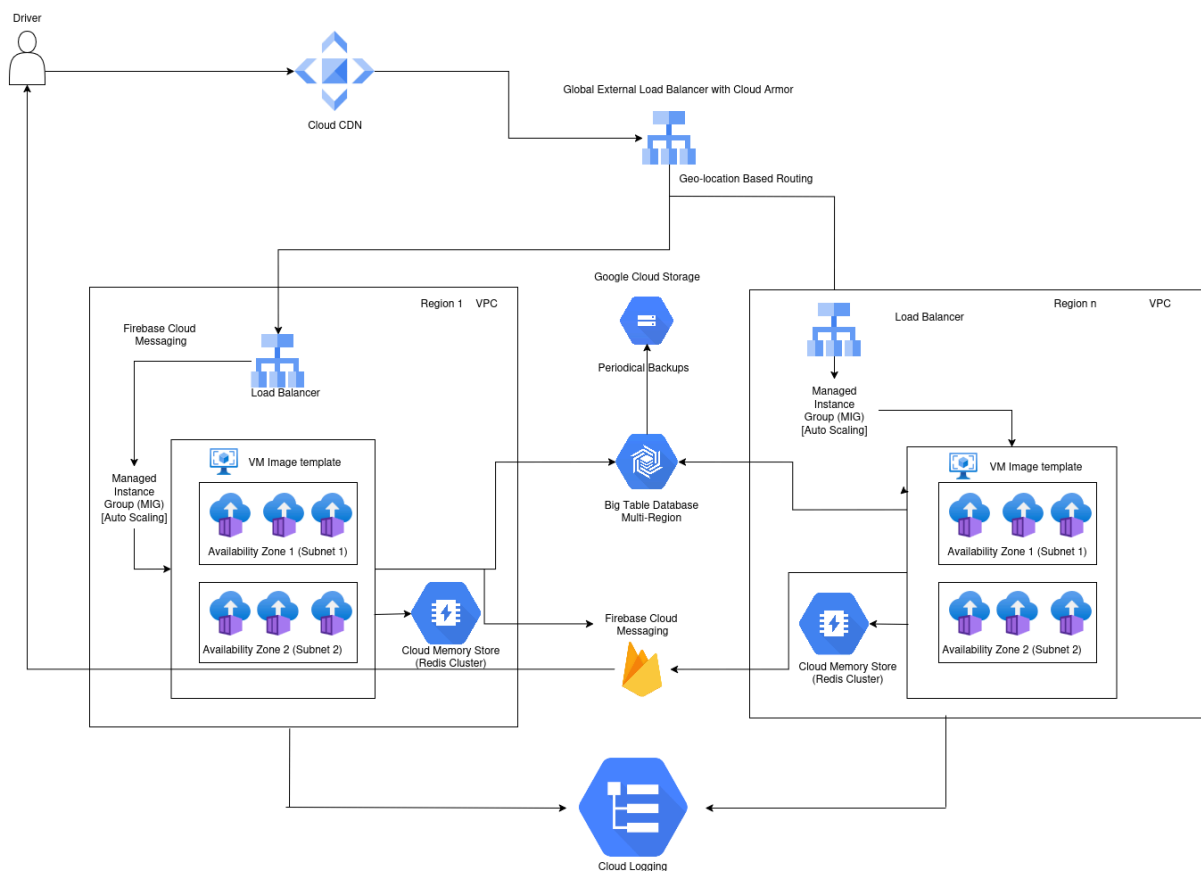 Driver
Cloud CDN
Global External Load Balancer with Cloud Armor
Geo-location Based Routing
Google Cloud Storage
Periodical Backups
Region 1 VPC
Firebase Cloud
Messaging
Load Balancer
Managed
Instance
Group (MIG)
[Auto Scaling]
VM Image template
Availability Zone 1 (Subnet 1)
Availability Zone 2 (Subnet 2)
Cloud Memory Store
(Redis Cluster)
Big Table Database
Multi-Region
Firebase Cloud
Messaging
Region n VPC
Load Balancer
Managed
Instance
Group (MIG)
[Auto Scaling]
VM Image template
Availability Zone 1 (Subnet 1)
Availability Zone 2 (Subnet 2)
Cloud Memory Store
(Redis Cluster)
Cloud Logging